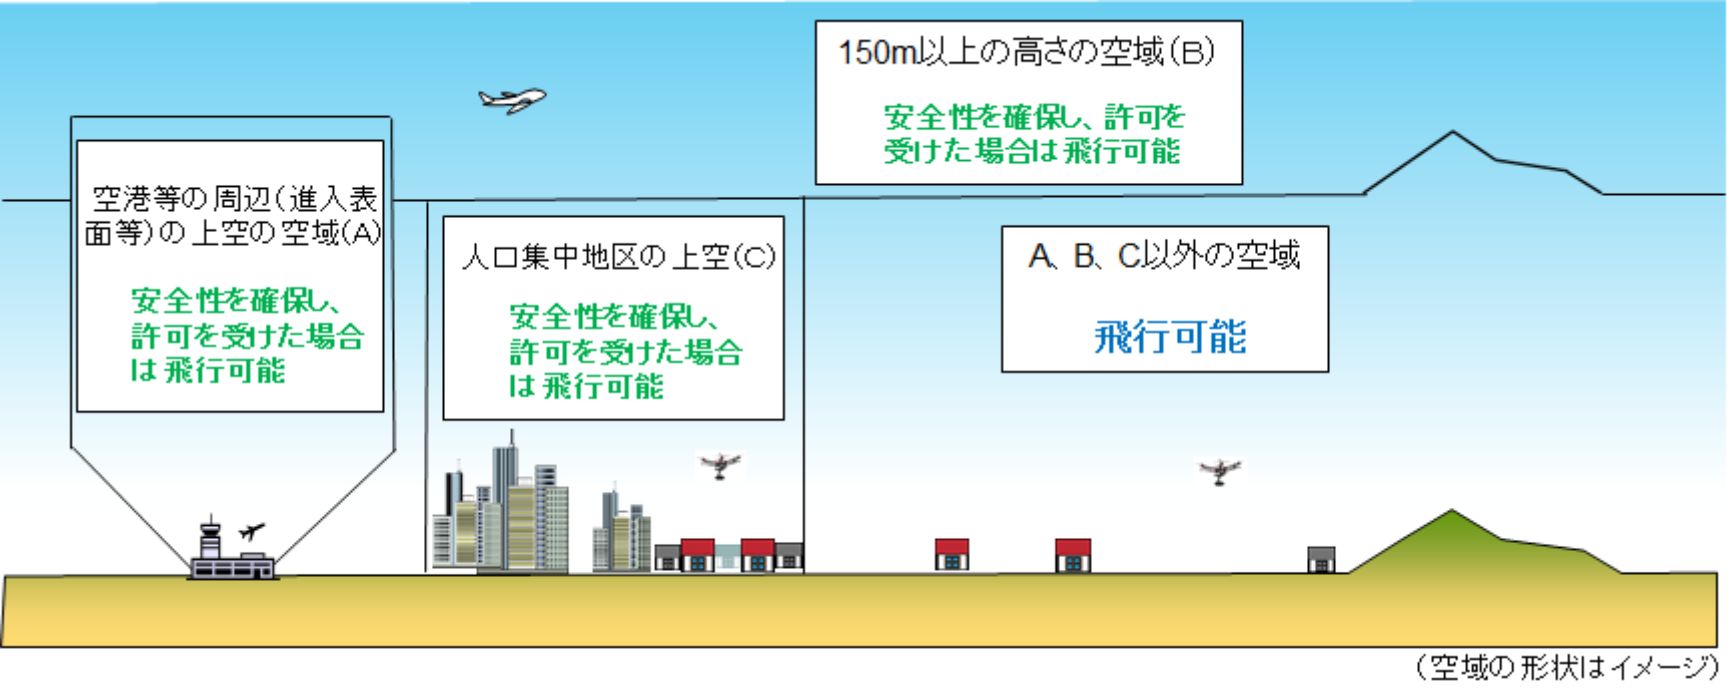 150m以上の高さの空域(B)
安全性を確保し、許可を
受けた場合は飛行可能
空港等の周辺(進入表
面等)の上空の空域(A)
安全性を確保し、
許可を受けた場合
は飛行可能
人口集中地区の上空(C)
安全性を確保し、
許可を受けた場合
は飛行可能
A、B、C以外の空域
飛行可能
(空域の形状はイメージ)